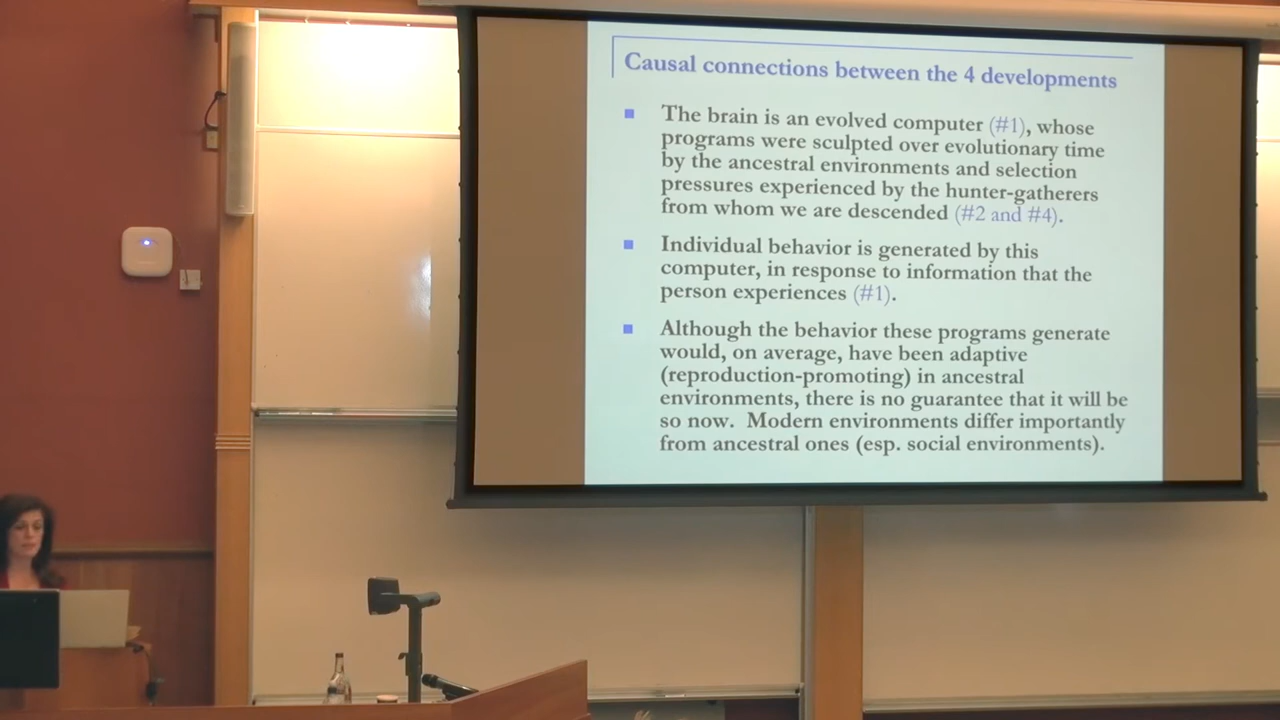 Causal connections between the 4 developments
The brain is an evolved computer (#1), whose
programs were sculpted over evolutionary time
by the ancestral environments and selection
pressures experienced by the hunter-gatherers
from whom we are descended (#2 and #4).
Individual behavior is generated by this
computer, in response to information that the
person experiences (#1).
Although the behavior these programs generate
would, on average, have been adaptive
(reproduction-promoting) in ancestral
environments, there is no guarantee that it will be
so now. Modern environments differ importantly
from ancestral ones (esp. social environments).